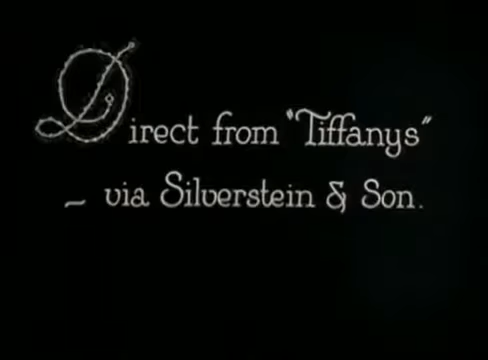 Direct from "Tiffanys"
~ via Silverstein & Son.